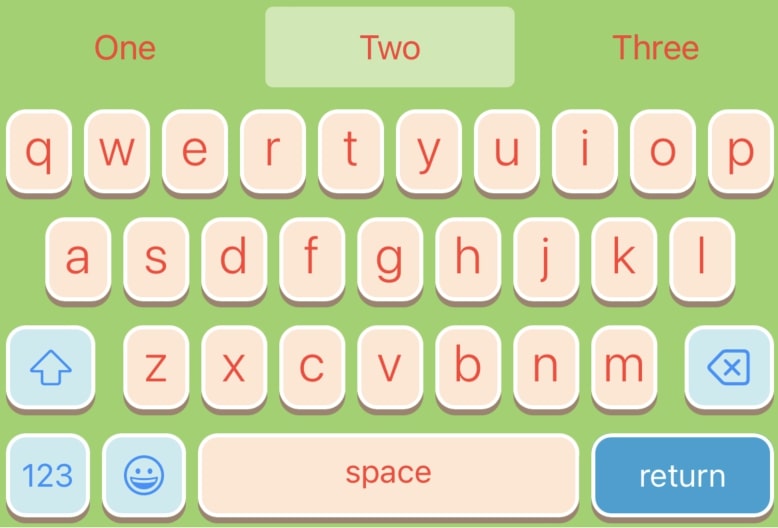 One Two Three
q w e r t y u i o p
a s d f g h j k l
z x c v b n m
123 space return